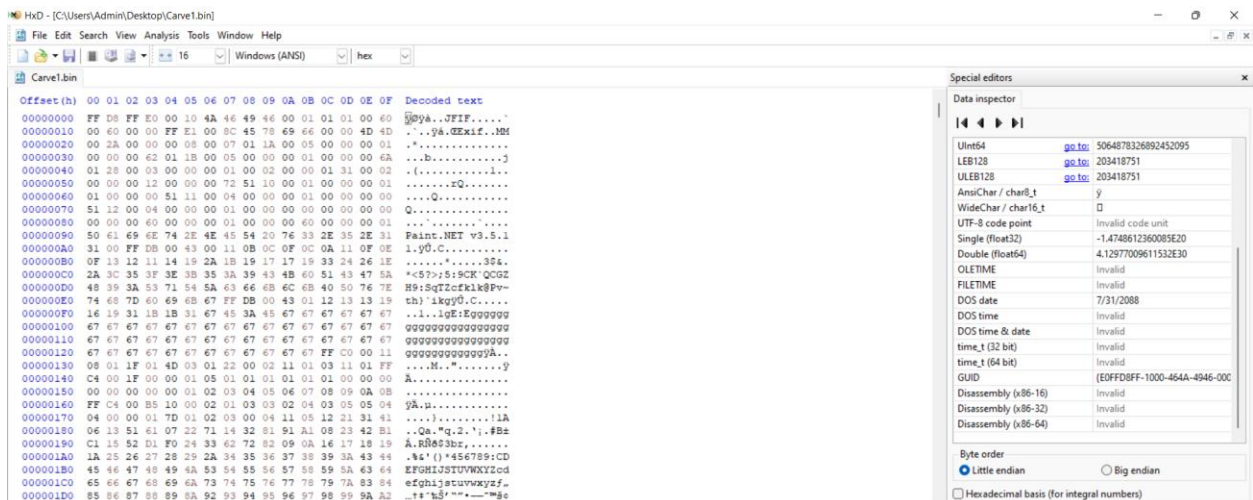 HxD - [C:\Users\Admin\Desktop\Carve1.bin]
File Edit Search View Analysis Tools Window Help
16 Windows (ANSI) hex
Carve1.bin
Offset(h) 00 01 02 03 04 05 06 07 08 09 0A 0B 0C 0D 0E 0F Decoded text
00000000 FF D8 FF E0 00 10 4A 46 49 46 00 01 01 01 00 60 ÿØÿà..JFIF.....`
00000010 00 60 00 00 FF E1 00 8C 45 78 69 66 00 00 4D 4D .`..ÿá.ŒExif..MM
00000020 00 2A 00 00 00 08 00 07 01 1A 00 05 00 00 00 01 .*..............
00000030 00 00 00 62 01 1B 00 05 00 00 00 01 00 00 00 6A ...b...........j
00000040 01 28 00 03 00 00 00 01 00 02 00 00 01 31 00 02 .(...........1..
00000050 00 00 00 12 00 00 00 72 51 10 00 01 00 00 00 01 .......rQ.......
00000060 01 00 00 00 51 11 00 04 00 00 00 01 00 00 00 00 ....Q...........
00000070 51 12 00 04 00 00 00 01 00 00 00 00 00 00 00 00 Q...............
00000080 00 00 00 60 00 00 00 01 00 00 00 60 00 00 00 01 ...`.......`....
00000090 50 61 69 6E 74 2E 4E 45 54 20 76 33 2E 35 2E 31 Paint.NET v3.5.1
000000A0 31 00 FF DB 00 43 00 11 0B 0C 0F 0C 0A 11 0F 0E 1.ÿÛ.C..........
000000B0 0F 13 12 11 14 19 2A 1B 19 17 17 19 33 24 26 1E ......*.....3$&.
000000C0 2A 3C 35 3F 3E 3B 35 3A 39 43 4B 60 51 43 47 5A *<5?>;5:9CK`QCGZ
000000D0 48 39 3A 53 71 54 5A 63 66 6B 6C 6B 40 50 76 7E H9:SqTZcfklk@Pv~
000000E0 74 68 7D 60 69 6B 67 FF DB 00 43 01 12 13 13 19 th}`ikgÿÛ.C.....
000000F0 16 19 31 1B 1B 31 67 45 3A 45 67 67 67 67 67 67 ..1..1gE:Egggggg
00000100 67 67 67 67 67 67 67 67 67 67 67 67 67 67 67 67 gggggggggggggggg
00000110 67 67 67 67 67 67 67 67 67 67 67 67 67 67 67 67 gggggggggggggggg
00000120 67 67 67 67 67 67 67 67 67 67 67 67 FF C0 00 11 ggggggggggggÿÀ..
00000130 08 01 1F 01 4D 03 01 22 00 02 11 01 03 11 01 FF ....M..".......ÿ
00000140 C4 00 1F 00 00 01 05 01 01 01 01 01 01 00 00 00 Ä...............
00000150 00 00 00 00 00 01 02 03 04 05 06 07 08 09 0A 0B ................
00000160 FF C4 00 B5 10 00 02 01 03 03 02 04 03 05 05 04 ÿÄ.µ............
00000170 04 00 00 01 7D 01 02 03 00 04 11 05 12 21 31 41 ....}........!1A
00000180 06 13 51 61 07 22 71 14 32 81 91 A1 08 23 42 B1 ..Qa."q.2.‘¡.#B±
00000190 C1 15 52 D1 F0 24 33 62 72 82 09 0A 16 17 18 19 Á.RÑð$3br‚......
000001A0 1A 25 26 27 28 29 2A 34 35 36 37 38 39 3A 43 44 .%&'()*456789:CD
000001B0 45 46 47 48 49 4A 53 54 55 56 57 58 59 5A 63 64 EFGHIJSTUVWXYZcd
000001C0 65 66 67 68 69 6A 73 74 75 76 77 78 79 7A 83 84 efghijstuvwxyzƒ„
000001D0 85 86 87 88 89 8A 92 93 94 95 96 97 98 99 9A A2 …†‡ˆ‰Š’“”•–—˜™š¢
Special editors
Data inspector
UInt64 go to: 5064878326892452095
LEB128 go to: 203418751
ULEB128 go to: 203418751
AnsiChar / char8_t ÿ
WideChar / char16_t
UTF-8 code point Invalid code unit
Single (float32) -1.4748612360085E20
Double (float64) 4.12977009611532E30
OLETIME Invalid
FILETIME Invalid
DOS date 7/31/2088
DOS time Invalid
DOS time & date Invalid
time_t (32 bit) Invalid
time_t (64 bit) Invalid
GUID {E0FFD8FF-1000-464A-4946-000
Disassembly (x86-16) Invalid
Disassembly (x86-32) Invalid
Disassembly (x86-64) Invalid
Byte order
Little endian Big endian
Hexadecimal basis (for integral numbers)